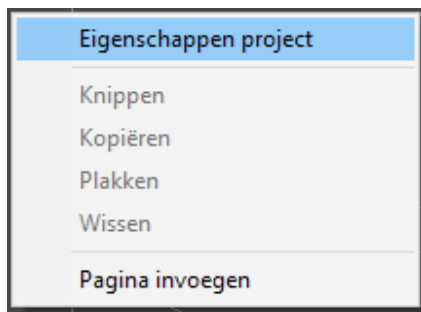 Eigenschappen project
Knippen
Kopiëren
Plakken
Wissen
Pagina invoegen